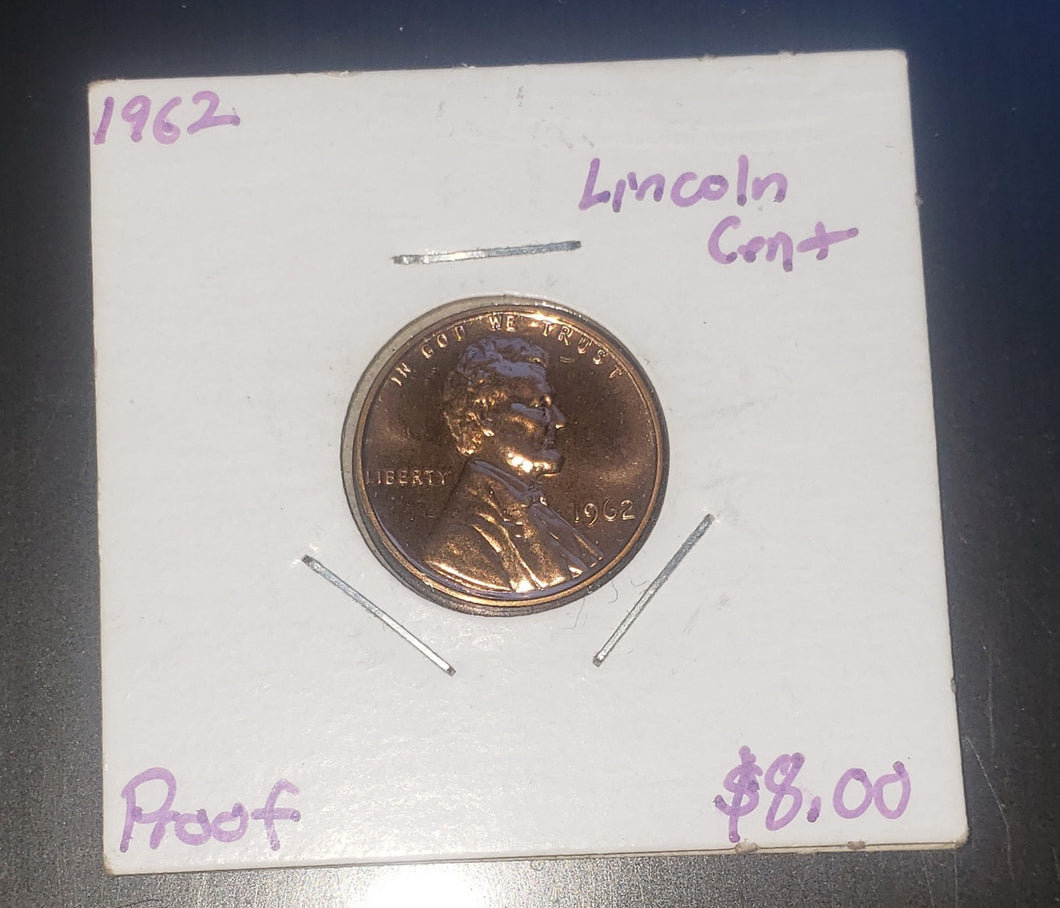 1962
Lincoln
Cent
IN GOD WE TRUST
LIBERTY
1962
Proof
$8.00